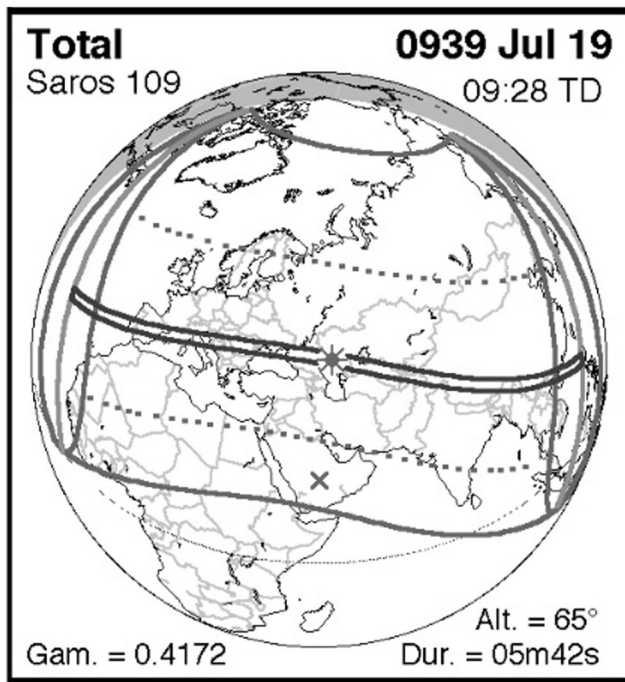 Total 0939 Jul 19
Saros 109 09:28 TD
Alt. = 65°
Gam. = 0.4172 Dur. = 05m42s